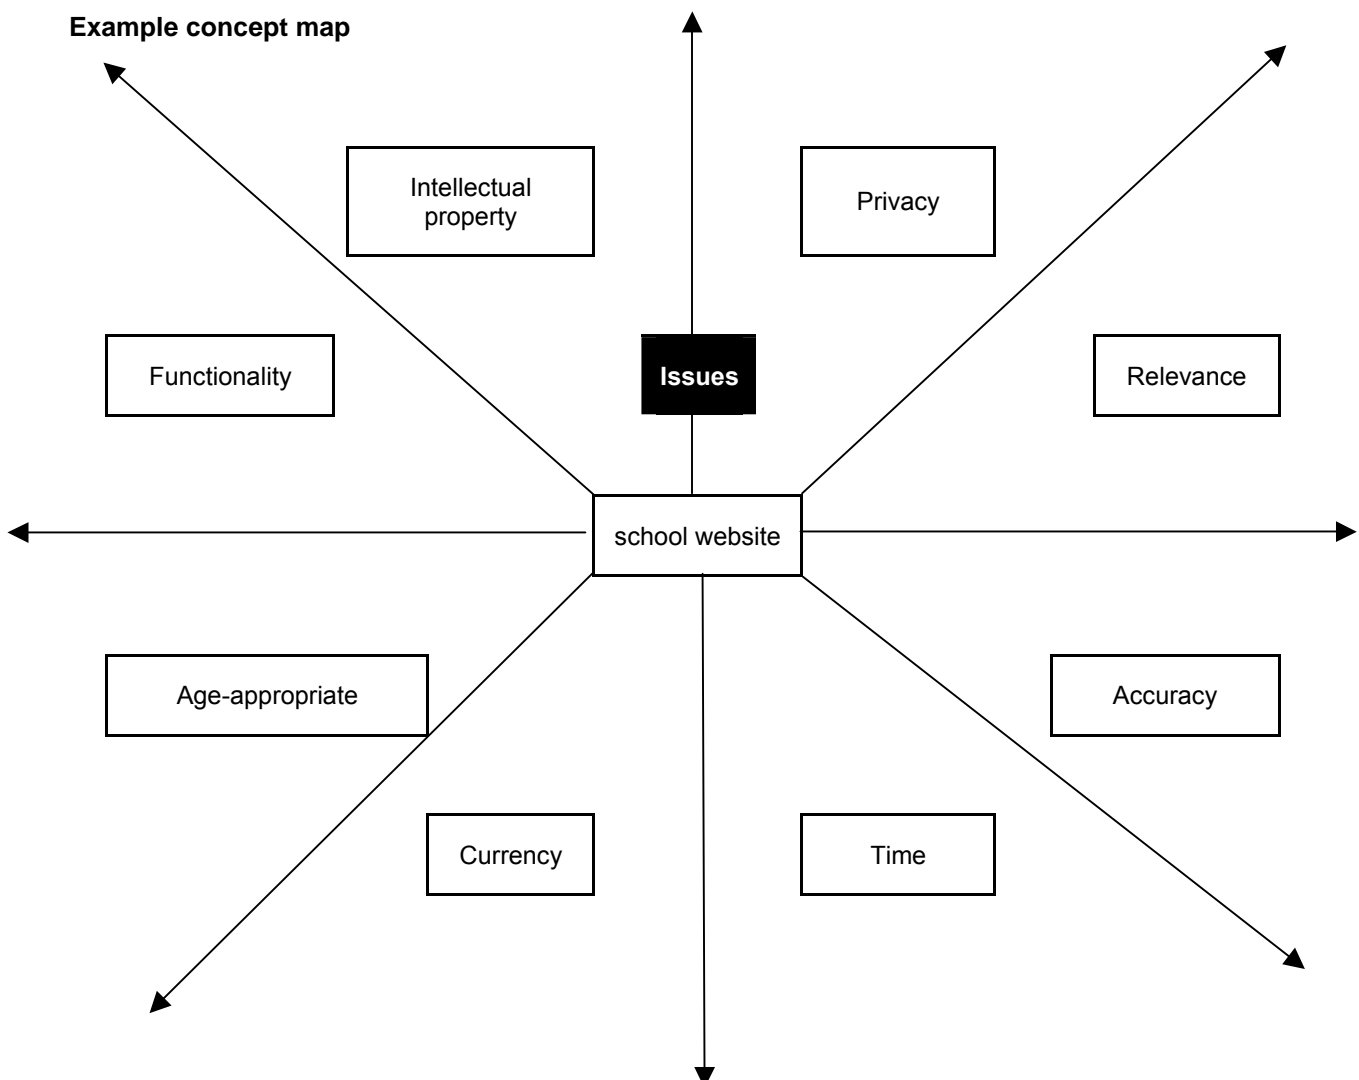 Example concept map
Intellectual
property
Privacy
Functionality
Issues
Relevance
school website
Age-appropriate
Accuracy
Currency
Time